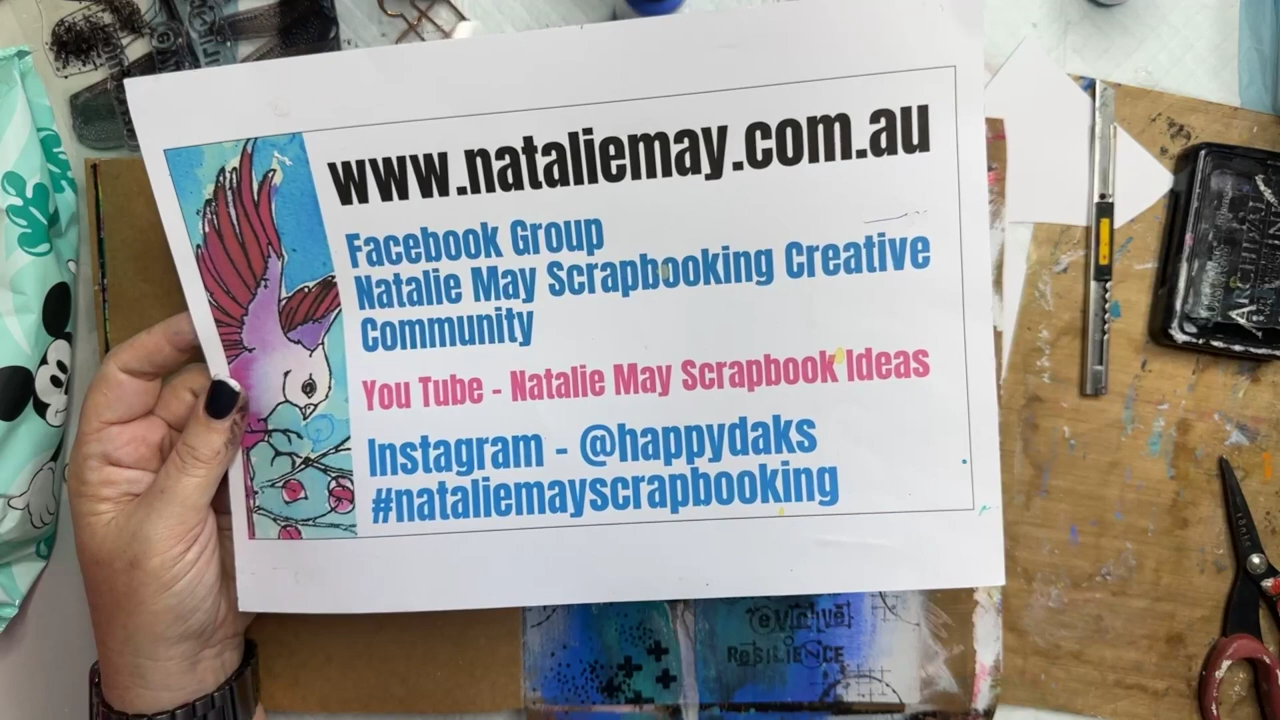 www.nataliemay.com.au
Facebook Group
Natalie May Scrapbooking Creative
Community
You Tube - Natalie May Scrapbook Ideas
Instagram - @happydaks
#nataliemayscrapbooking
evolve
ReSILIENCE